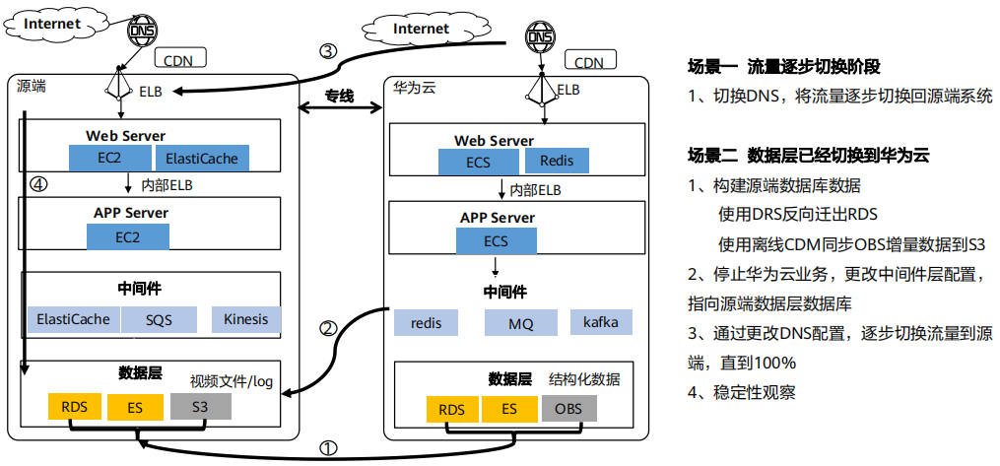 Internet
DNS
CDN
源端
ELB
Web Server
EC2
ElastiCache
内部ELB
④
APP Server
EC2
中间件
ElastiCache
SQS
Kinesis
数据层
视频文件/log
RDS
ES
S3
③
专线
②
①
Internet
DNS
CDN
华为云
ELB
Web Server
ECS
Redis
内部ELB
APP Server
ECS
中间件
redis
MQ
kafka
数据层
结构化数据
RDS
ES
OBS
场景一 流量逐步切换阶段
1、切换DNS，将流量逐步切换回源端系统
场景二 数据层已经切换到华为云
1、构建源端数据库数据
使用DRS反向迁出RDS
使用离线CDM同步OBS增量数据到S3
2、停止华为云业务，更改中间件层配置，
指向源端数据层数据库
3、通过更改DNS配置，逐步切换流量到源
端，直到100%
4、稳定性观察